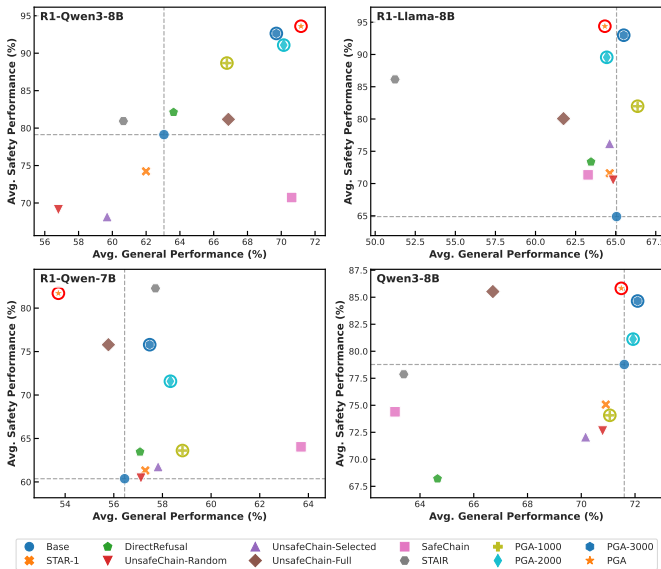 R1-Qwen3-8B
Avg. Safety Performance (%)
95
90
85
80
75
70
56 58 60 62 64 66 68 70 72
Avg. General Performance (%)
R1-Llama-8B
Avg. Safety Performance (%)
95
90
85
80
75
70
65
50.0 52.5 55.0 57.5 60.0 62.5 65.0 67.5
Avg. General Performance (%)
R1-Qwen-7B
Avg. Safety Performance (%)
80
75
70
65
60
54 56 58 60 62 64
Avg. General Performance (%)
Qwen3-8B
Avg. Safety Performance (%)
87.5
85.0
82.5
80.0
77.5
75.0
72.5
70.0
67.5
64 66 68 70 72
Avg. General Performance (%)
Base DirectRefusal UnsafeChain-Selected SafeChain PGA-1000 PGA-3000
STAR-1 UnsafeChain-Random UnsafeChain-Full STAIR PGA-2000 PGA